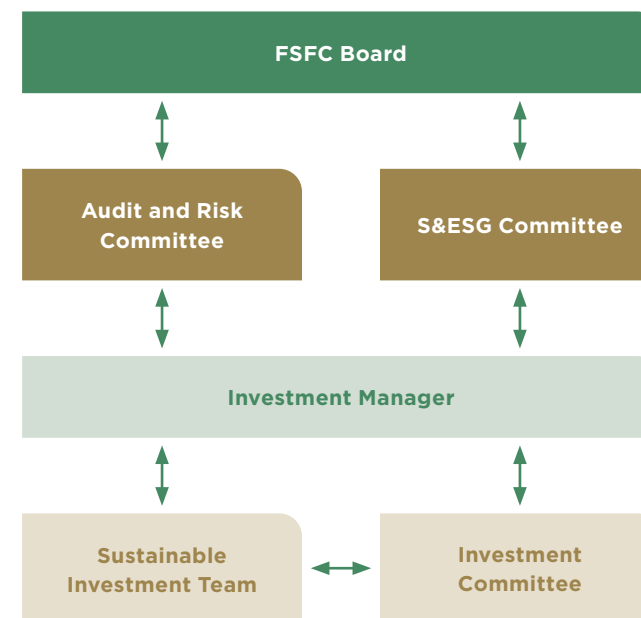 FSFC Board
Audit and Risk
Committee
S&ESG Committee
Investment Manager
Sustainable
Investment Team
Investment
Committee